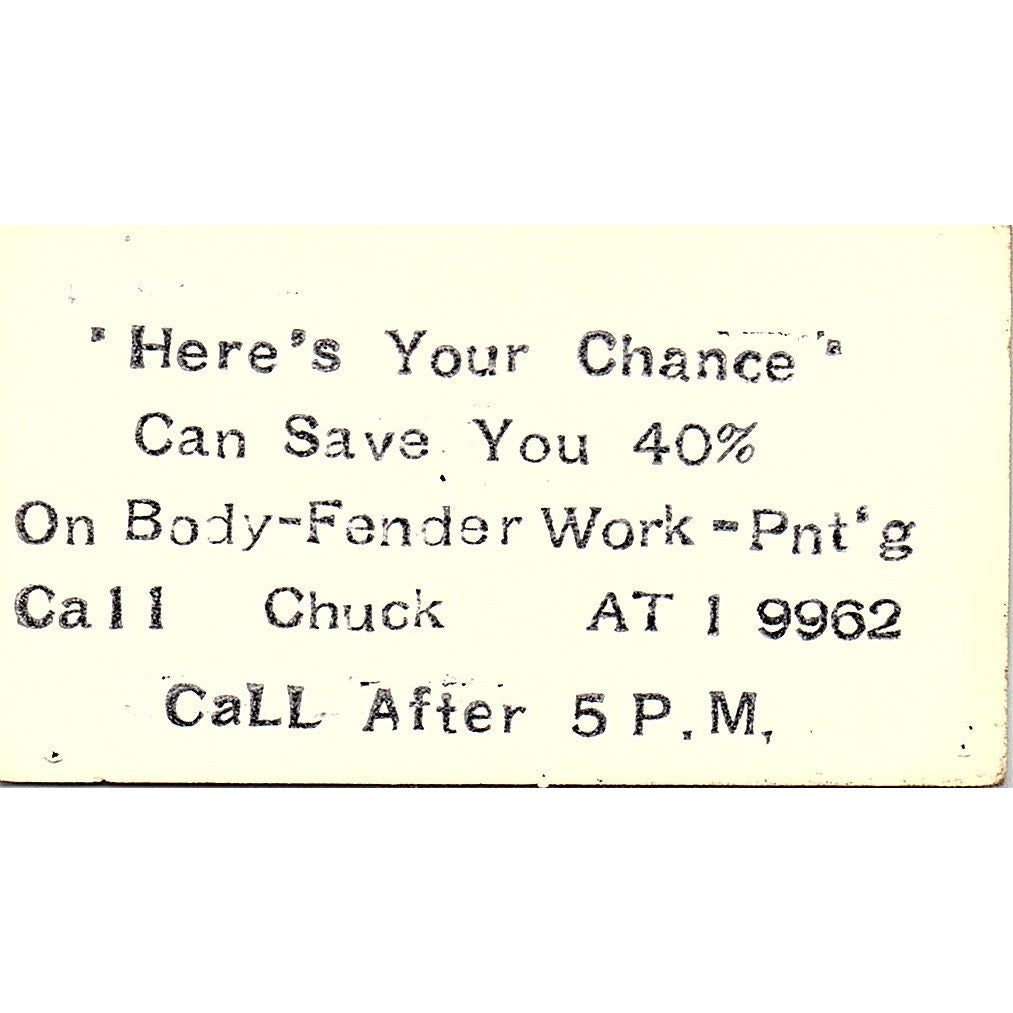 "Here's Your Chance"
Can Save You 40%
On Body-Fender Work-Pnt'g
Call Chuck AT 1 9962
CaLL After 5 P.M.